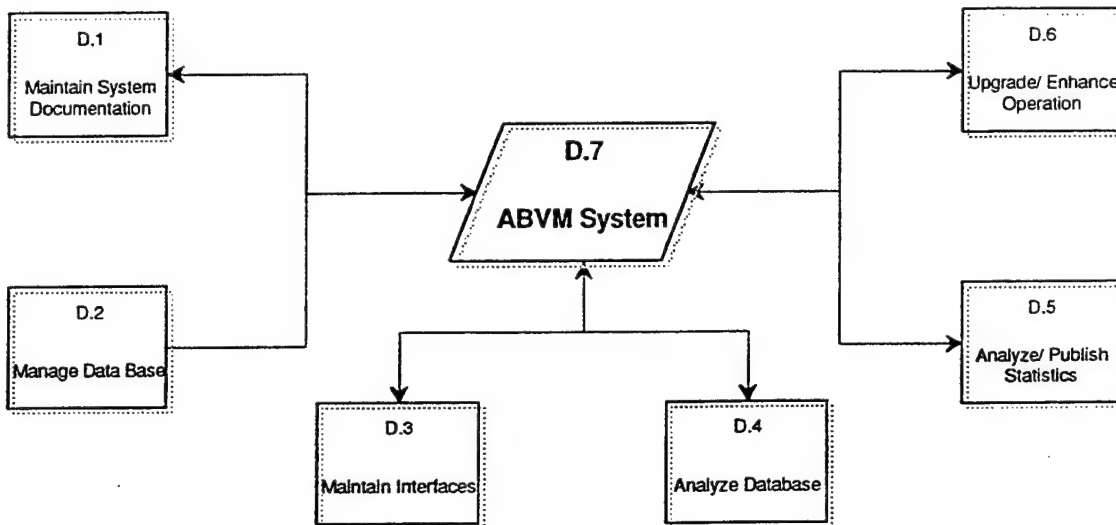 D.1
Maintain System
Documentation
D.6
Upgrade/ Enhance
Operation
D.7
ABVM System
D.2
Manage Data Base
D.5
Analyze/ Publish
Statistics
D.3
Maintain Interfaces
D.4
Analyze Database